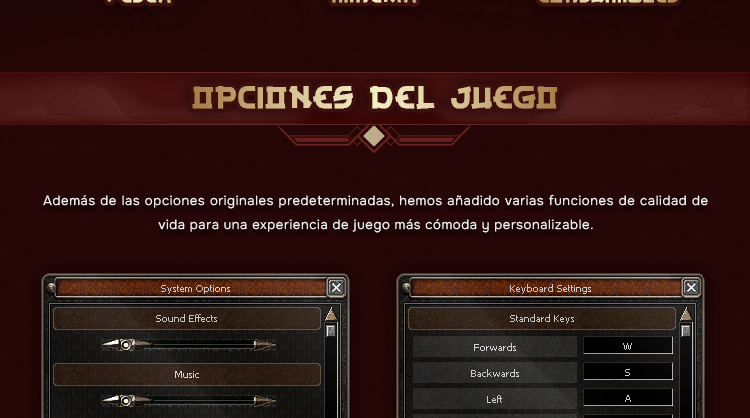 OPCIONES DEL JUEGO
Además de las opciones originales predeterminadas, hemos añadido varias funciones de calidad de
vida para una experiencia de juego más cómoda y personalizable.
System Options
Sound Effects
Music
Keyboard Settings
Standard Keys
Forwards W
Backwards S
Left A